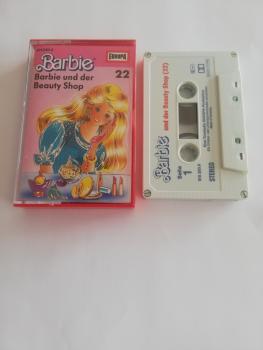 EUROPA
Barbie
Barbie und der
22
Beauty Shop
Barbie
und der Beauty Shop (22)
Seite
1
STEREO